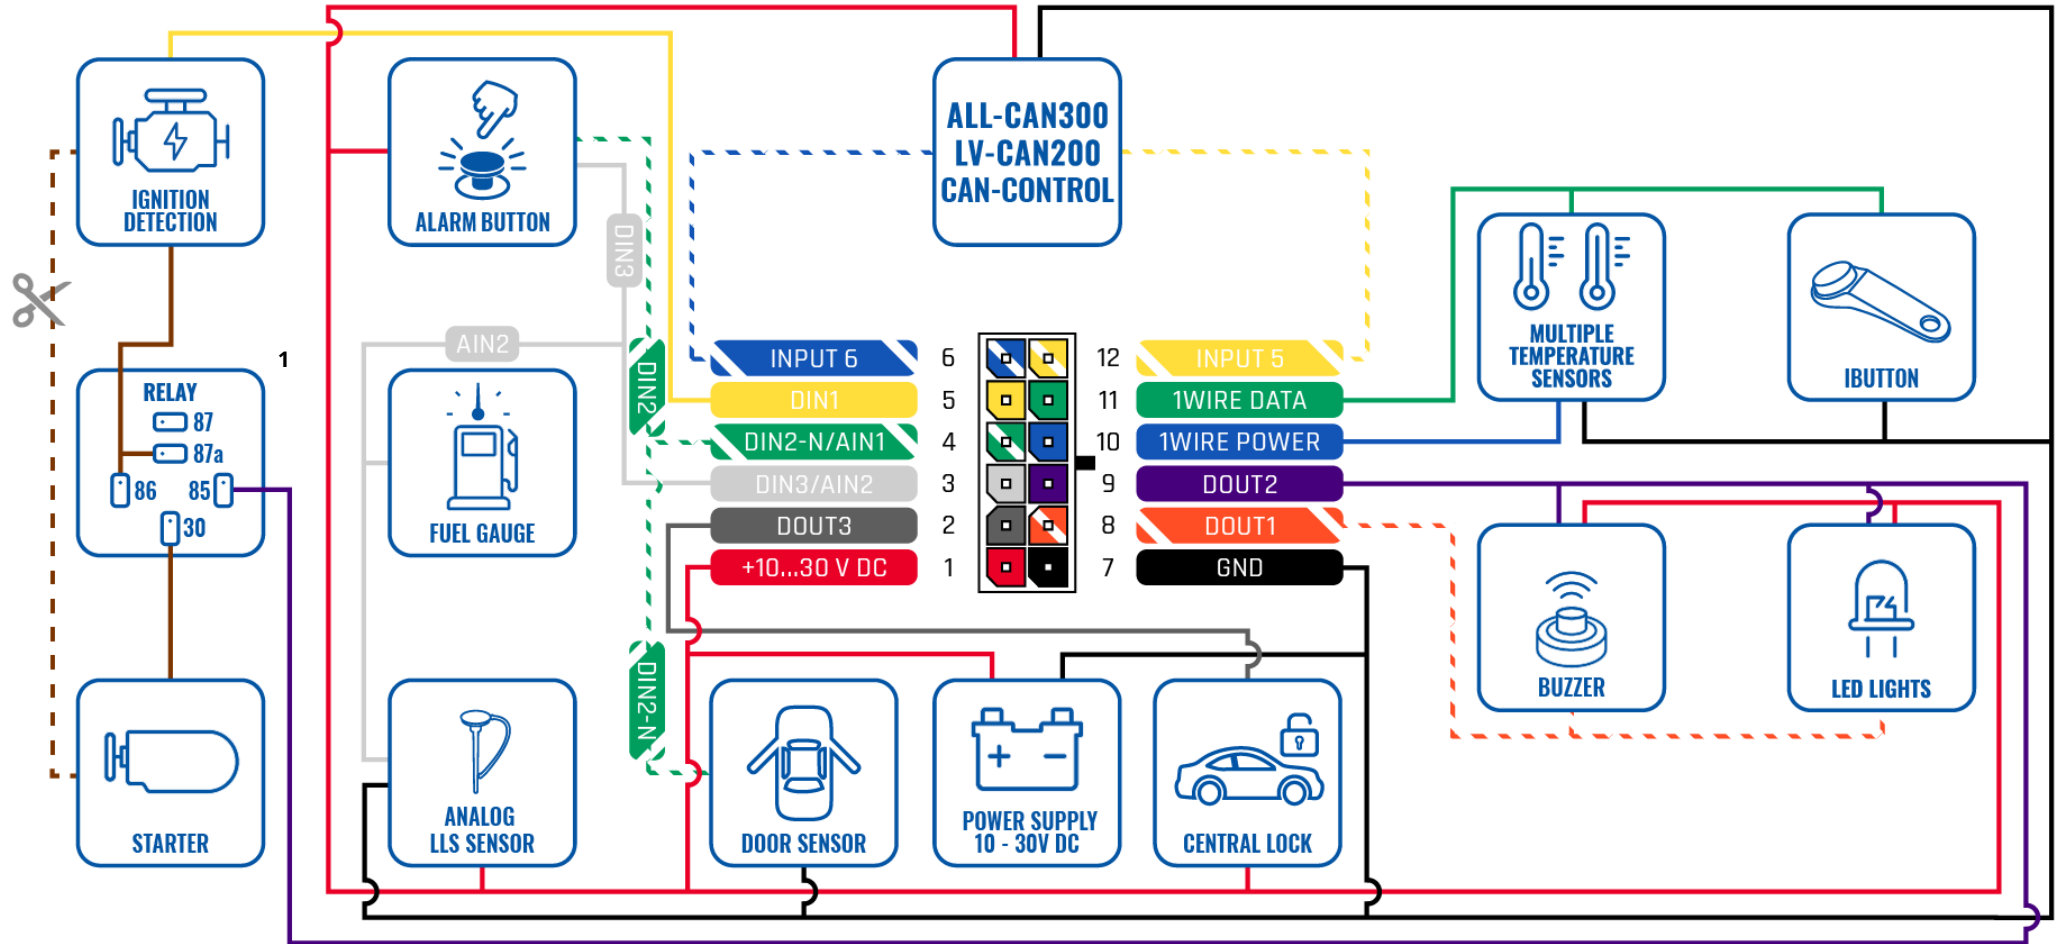 IGNITION
DETECTION
ALARM BUTTON
ALL-CAN300
LV-CAN200
CAN-CONTROL
DIN3
AIN2
DIN2
DIN2-N
1
RELAY
87
87a
86
85
30
FUEL GAUGE
INPUT 6
6
12
INPUT 5
DIN1
5
11
1WIRE DATA
DIN2-N/AIN1
4
10
1WIRE POWER
DIN3/AIN2
3
9
DOUT2
DOUT3
2
8
DOUT1
+10...30 V DC
1
7
GND
MULTIPLE
TEMPERATURE
SENSORS
IBUTTON
BUZZER
LED LIGHTS
STARTER
ANALOG
LLS SENSOR
DOOR SENSOR
POWER SUPPLY
10 - 30V DC
CENTRAL LOCK